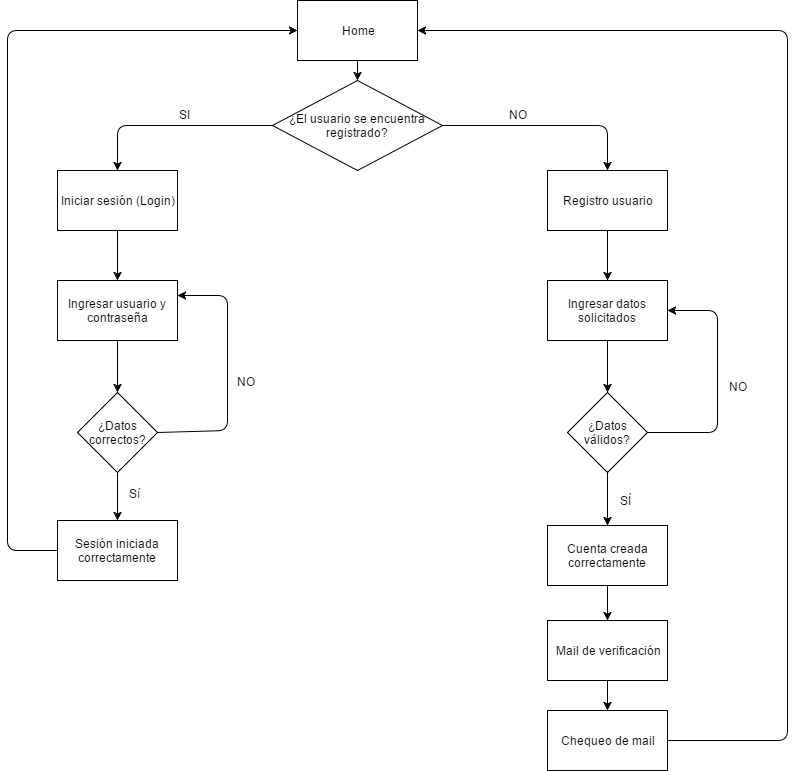 Home
¿El usuario se encuentra
registrado?
SI
NO
Iniciar sesión (Login)
Registro usuario
Ingresar usuario y
contraseña
Ingresar datos
solicitados
NO
NO
¿Datos
correctos?
¿Datos
válidos?
Sí
SÍ
Sesión iniciada
correctamente
Cuenta creada
correctamente
Mail de verificación
Chequeo de mail